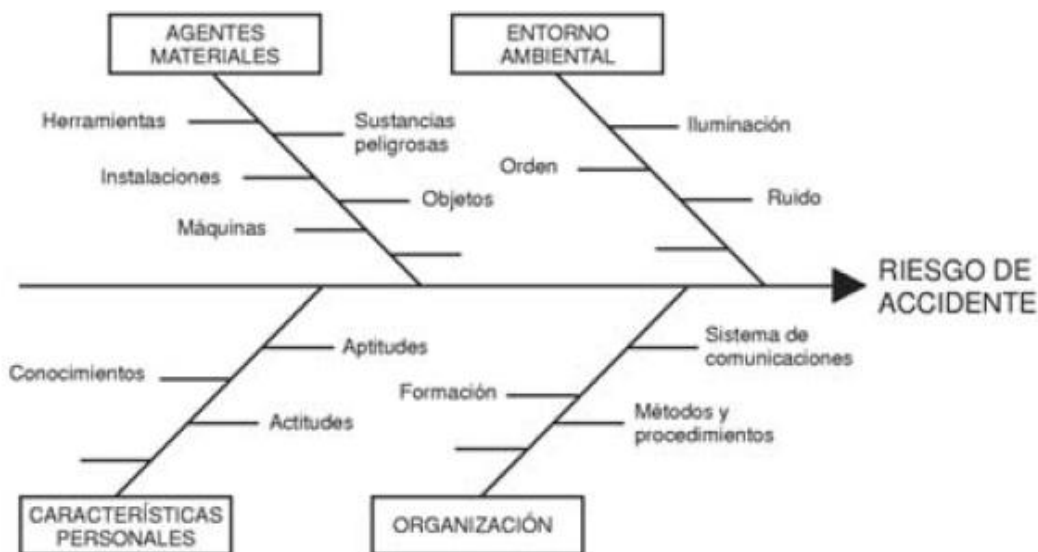 AGENTES
MATERIALES
ENTORNO
AMBIENTAL
Herramientas
Sustancias
peligrosas
Iluminación
Instalaciones
Orden
Objetos
Ruido
Máquinas
RIESGO DE
ACCIDENTE
Aptitudes
Sistema de
comunicaciones
Conocimientos
Formación
Actitudes
Métodos y
procedimientos
CARACTERÍSTICAS
PERSONALES
ORGANIZACIÓN